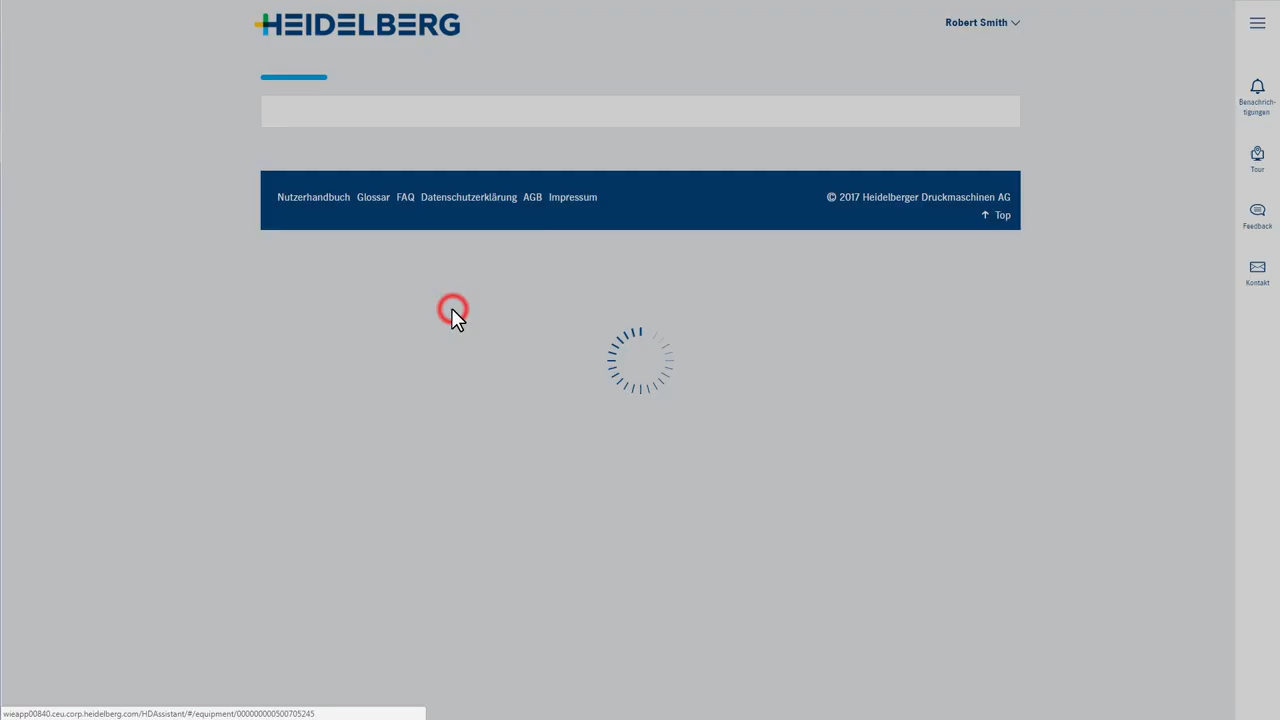 HEIDELBERG
Robert Smith
Benachrich-
tigungen
Tour
Feedback
Kontakt
Nutzerhandbuch Glossar FAQ Datenschutzerklärung AGB Impressum
© 2017 Heidelberger Druckmaschinen AG
↑ Top
wieapp00840.ceu.corp.heidelberg.com/HDAssistant/#/equipment/000000000500705245